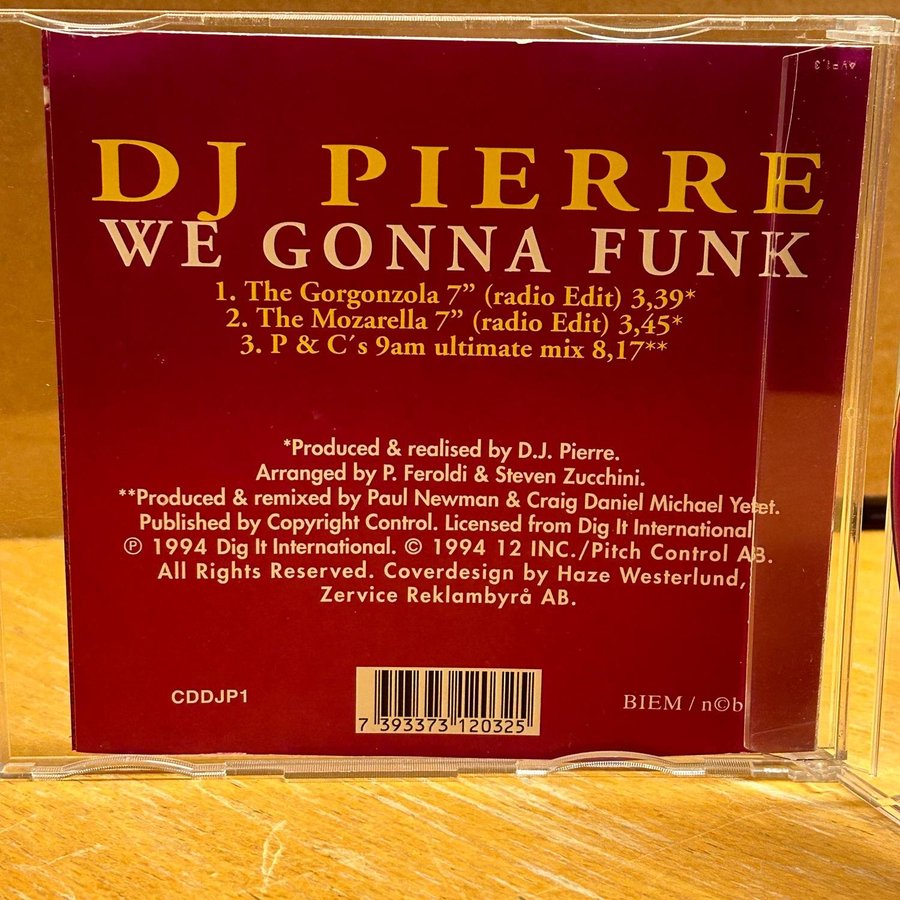 DJ PIERRE
WE GONNA FUNK
1. The Gorgonzola 7” (radio Edit) 3,39*
2. The Mozarella 7” (radio Edit) 3,45*
3. P & C´s 9am ultimate mix 8,17**
*Produced & realised by D.J. Pierre.
Arranged by P. Feroldi & Steven Zucchini.
**Produced & remixed by Paul Newman & Craig Daniel Michael Yetet.
Published by Copyright Control. Licensed from Dig It International
℗ 1994 Dig It International. © 1994 12 INC./Pitch Control AB.
All Rights Reserved. Coverdesign by Haze Westerlund,
Zervice Reklambyrå AB.
CDDJP1
7 393373 120325
BIEM / n©b